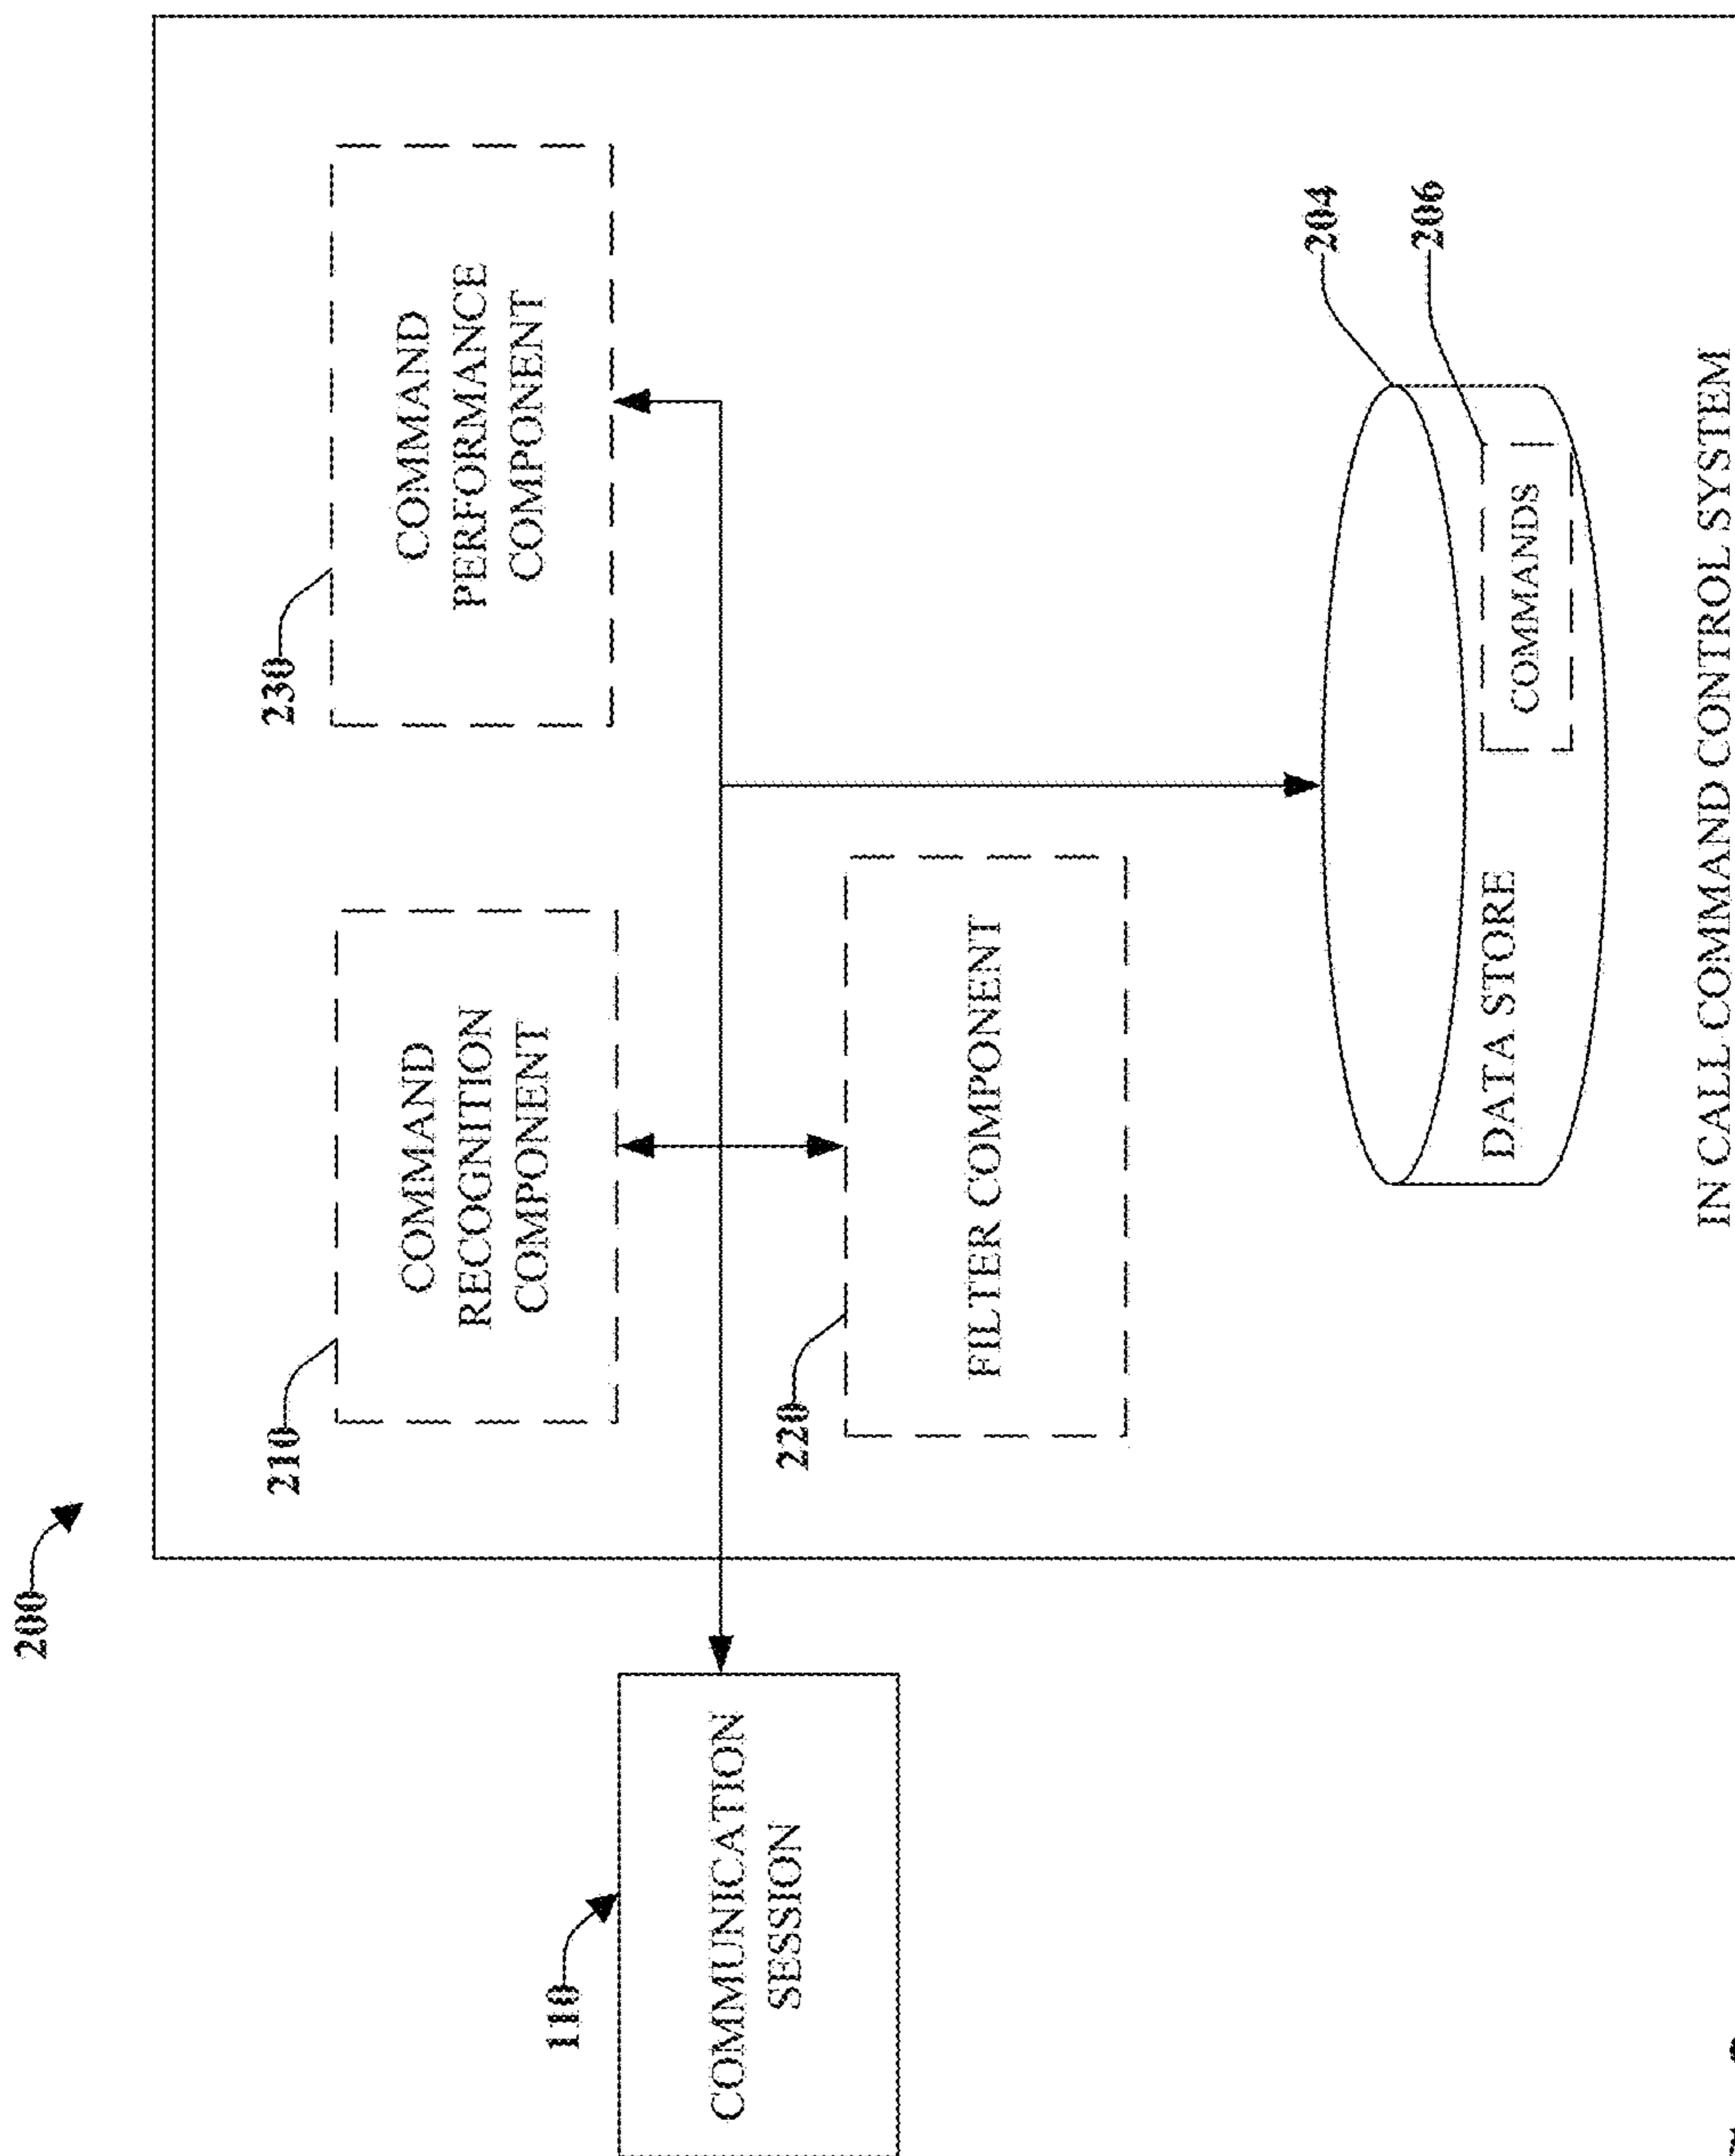 200
210
230
COMMAND
RECOGNITION
COMPONENT
COMMAND
PERFORMANCE
COMPONENT
110
COMMUNICATION
SESSION
220
FILTER COMPONENT
204
206
DATA STORE
COMMANDS
IN CALL COMMAND CONTROL SYSTEM